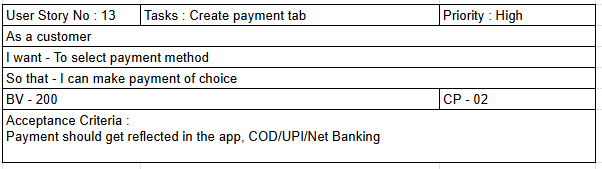 User Story No : 13 Tasks : Create payment tab Priority : High
As a customer
I want - To select payment method
So that - I can make payment of choice
BV - 200 CP - 02
Acceptance Criteria :
Payment should get reflected in the app, COD/UPI/Net Banking